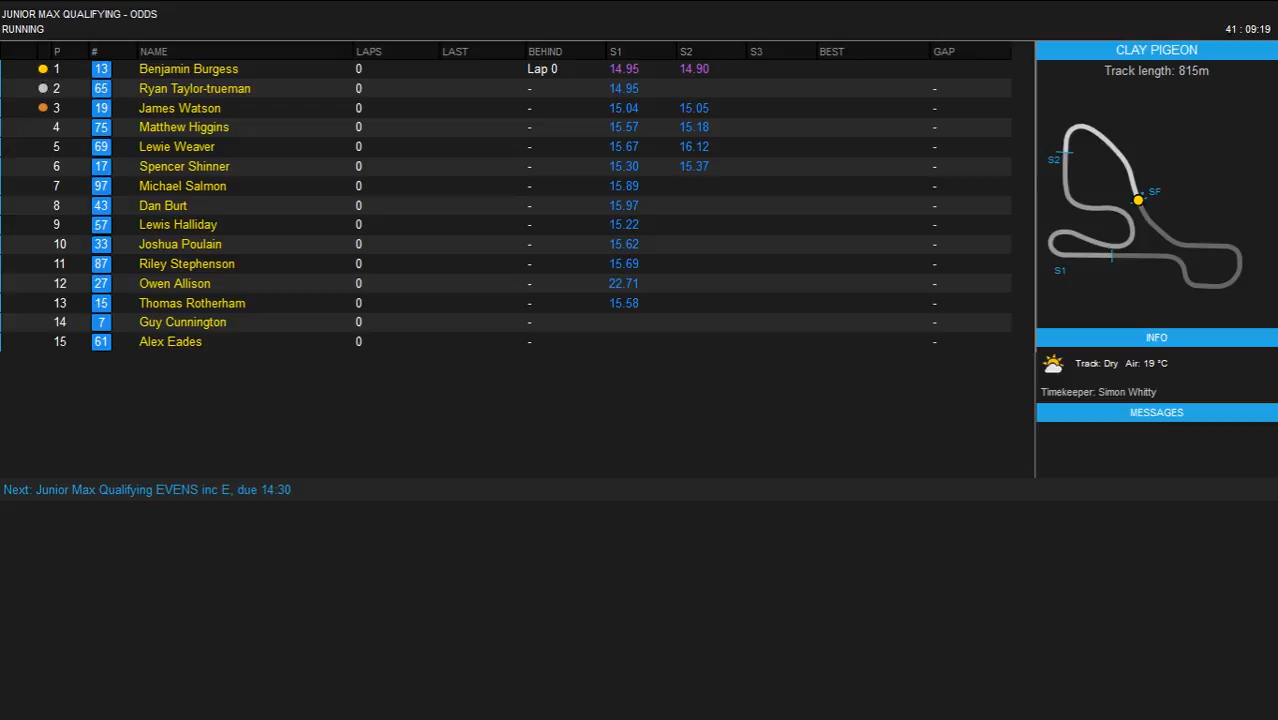 JUNIOR MAX QUALIFYING - ODDS
RUNNING 41 : 09:19
P # NAME LAPS LAST BEHIND S1 S2 S3 BEST GAP
1 13 Benjamin Burgess 0 Lap 0 14.95 14.90
2 65 Ryan Taylor-trueman 0 - 14.95 -
3 19 James Watson 0 - 15.04 15.05 -
4 75 Matthew Higgins 0 - 15.57 15.18 -
5 69 Lewie Weaver 0 - 15.67 16.12 -
6 17 Spencer Shinner 0 - 15.30 15.37 -
7 97 Michael Salmon 0 - 15.89 -
8 43 Dan Burt 0 - 15.97 -
9 57 Lewis Halliday 0 - 15.22 -
10 33 Joshua Poulain 0 - 15.62 -
11 87 Riley Stephenson 0 - 15.69 -
12 27 Owen Allison 0 - 22.71 -
13 15 Thomas Rotherham 0 - 15.58 -
14 7 Guy Cunnington 0 - -
15 61 Alex Eades 0 - -
CLAY PIGEON
Track length: 815m
S2
SF
S1
INFO
Track: Dry Air: 19 °C
Timekeeper: Simon Whitty
MESSAGES
Next: Junior Max Qualifying EVENS inc E, due 14:30